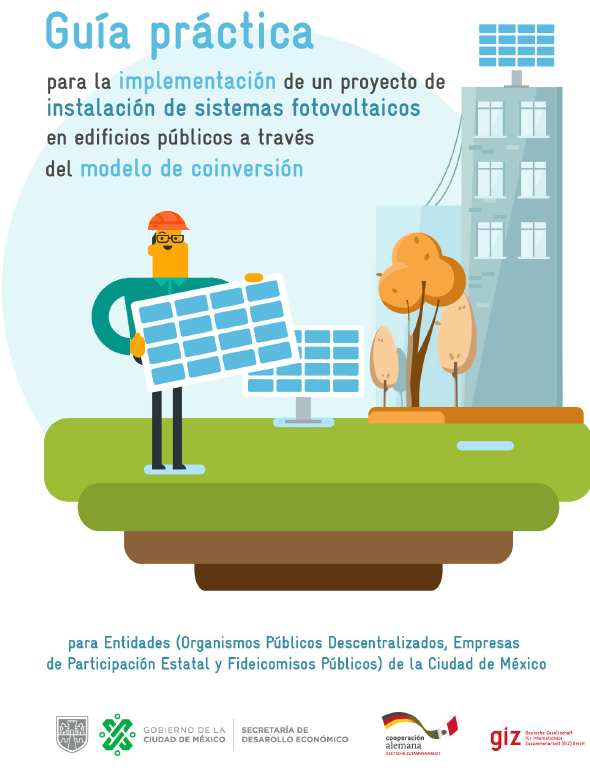 Guía práctica
para la implementación de un proyecto de
instalación de sistemas fotovoltaicos
en edificios públicos a través
del modelo de coinversión
para Entidades (Organismos Públicos Descentralizados, Empresas
de Participación Estatal y Fideicomisos Públicos) de la Ciudad de México
GOBIERNO DE LA
CIUDAD DE MÉXICO
SECRETARÍA DE
DESAROLLO ECONÓMICO
cooperación
alemana
DEUTSCHE ZUSAMMENARBEIT
giz
Deutsche Gesellschaft
für Internationale
Zusammenarbeit (GIZ) GmbH